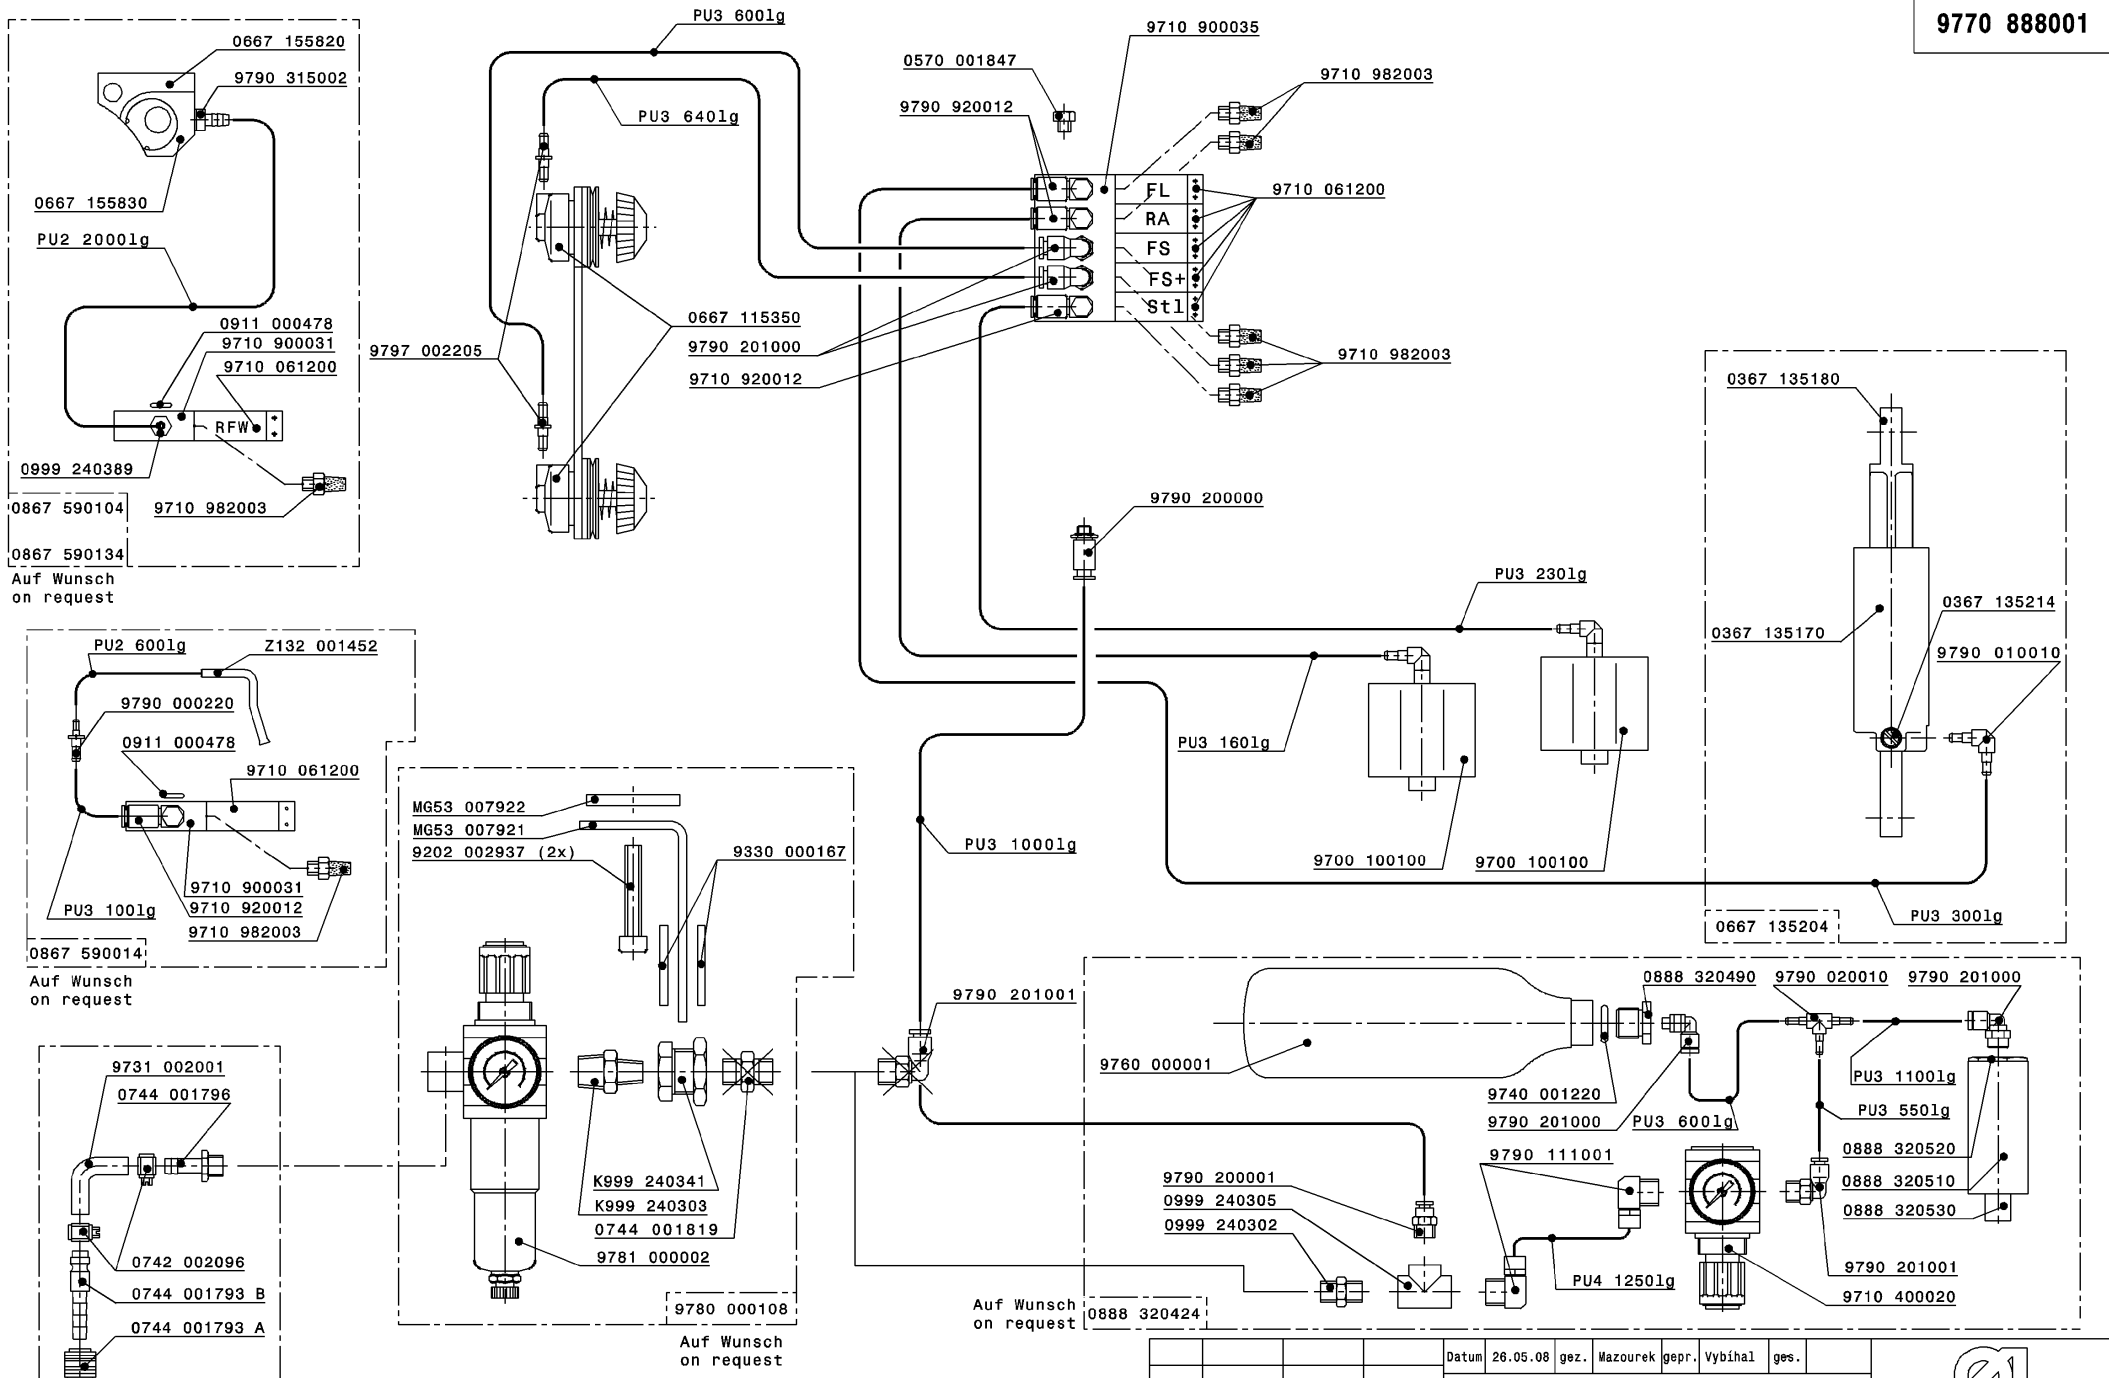 9770 888001
0667 155820
9790 315002
0667 155830
PU2 2000lg
0911 000478
9710 900031
9710 061200
RFW
0999 240389
9710 982003
0867 590104
0867 590134
Auf Wunsch
on request
PU3 600lg
PU3 640lg
9797 002205
0667 115350
9790 201000
9710 920012
0570 001847
9790 920012
9710 900035
9710 982003
FL
RA
FS
FS+
Stl
9710 061200
9710 982003
9790 200000
PU3 230lg
PU3 160lg
9700 100100
9700 100100
0367 135180
0367 135170
0367 135214
9790 010010
PU3 300lg
0667 135204
PU2 600lg
Z132 001452
9790 000220
0911 000478
9710 061200
9710 900031
PU3 100lg
9710 920012
9710 982003
0867 590014
Auf Wunsch
on request
MG53 007922
MG53 007921
9202 002937 (2x)
9330 000167
PU3 1000lg
9790 201001
K999 240341
K999 240303
0744 001819
9781 000002
9780 000108
Auf Wunsch
on request
9731 002001
0744 001796
0742 002096
0744 001793 B
0744 001793 A
0888 320490
9790 020010
9790 201000
9760 000001
9740 001220
9790 201000
PU3 600lg
PU3 1100lg
PU3 550lg
9790 111001
0888 320520
0888 320510
0888 320530
9790 200001
0999 240305
0999 240302
PU4 1250lg
9790 201001
9710 400020
Auf Wunsch
on request
0888 320424
Datum 26.05.08 gez. Mazourek gepr. Vybíhal ges.